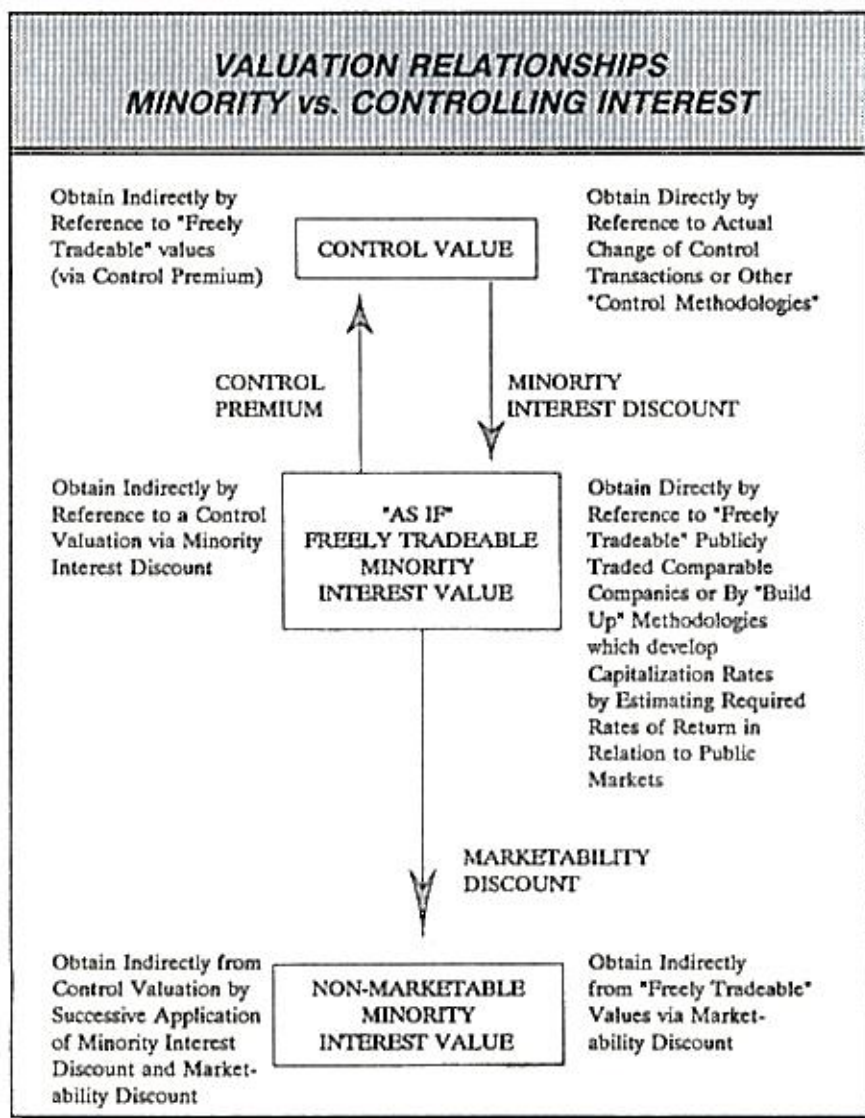 VALUATION RELATIONSHIPS
MINORITY vs. CONTROLLING INTEREST
Obtain Indirectly by
Reference to "Freely
Tradeable" values
(via Control Premium)
CONTROL VALUE
Obtain Directly by
Reference to Actual
Change of Control
Transactions or Other
"Control Methodologies"
CONTROL
PREMIUM
MINORITY
INTEREST DISCOUNT
Obtain Indirectly by
Reference to a Control
Valuation via Minority
Interest Discount
"AS IF"
FREELY TRADEABLE
MINORITY
INTEREST VALUE
Obtain Directly by
Reference to "Freely
Tradeable" Publicly
Traded Comparable
Companies or By "Build
Up" Methodologies
which develop
Capitalization Rates
by Estimating Required
Rates of Return in
Relation to Public
Markets
MARKETABILITY
DISCOUNT
Obtain Indirectly from
Control Valuation by
Successive Application
of Minority Interest
Discount and Market-
ability Discount
NON-MARKETABLE
MINORITY
INTEREST VALUE
Obtain Indirectly
from "Freely Tradeable"
Values via Market-
ability Discount